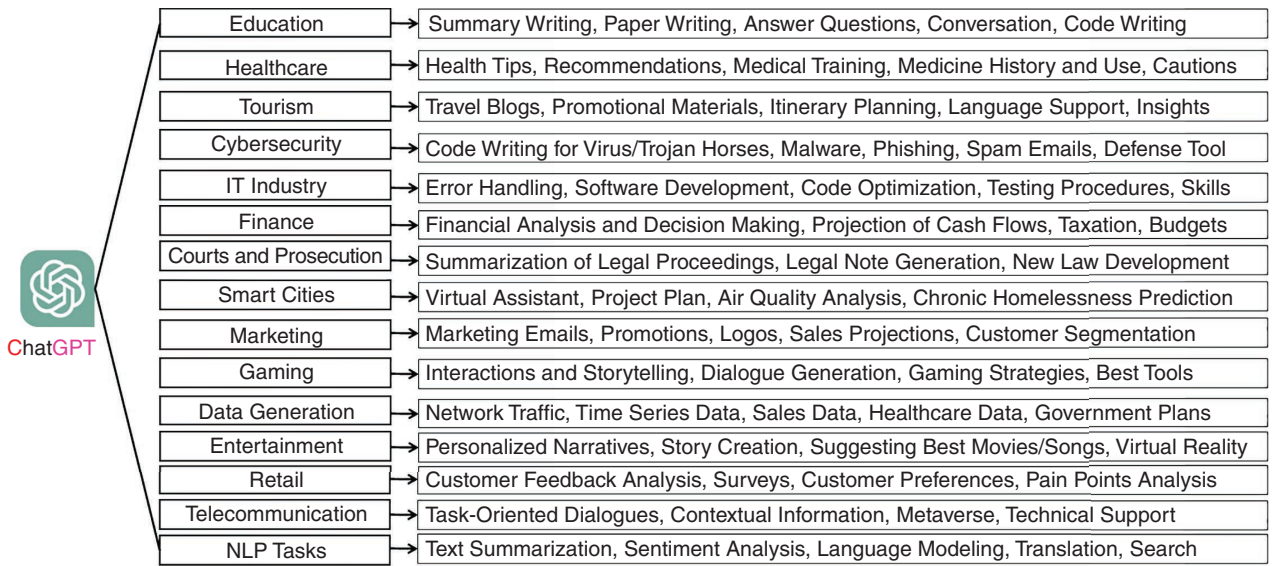 Education
Summary Writing, Paper Writing, Answer Questions, Conversation, Code Writing
Healthcare
Health Tips, Recommendations, Medical Training, Medicine History and Use, Cautions
Tourism
Travel Blogs, Promotional Materials, Itinerary Planning, Language Support, Insights
Cybersecurity
Code Writing for Virus/Trojan Horses, Malware, Phishing, Spam Emails, Defense Tool
IT Industry
Error Handling, Software Development, Code Optimization, Testing Procedures, Skills
Finance
Financial Analysis and Decision Making, Projection of Cash Flows, Taxation, Budgets
Courts and Prosecution
Summarization of Legal Proceedings, Legal Note Generation, New Law Development
Smart Cities
Virtual Assistant, Project Plan, Air Quality Analysis, Chronic Homelessness Prediction
ChatGPT
Marketing
Marketing Emails, Promotions, Logos, Sales Projections, Customer Segmentation
Gaming
Interactions and Storytelling, Dialogue Generation, Gaming Strategies, Best Tools
Data Generation
Network Traffic, Time Series Data, Sales Data, Healthcare Data, Government Plans
Entertainment
Personalized Narratives, Story Creation, Suggesting Best Movies/Songs, Virtual Reality
Retail
Customer Feedback Analysis, Surveys, Customer Preferences, Pain Points Analysis
Telecommunication
Task-Oriented Dialogues, Contextual Information, Metaverse, Technical Support
NLP Tasks
Text Summarization, Sentiment Analysis, Language Modeling, Translation, Search